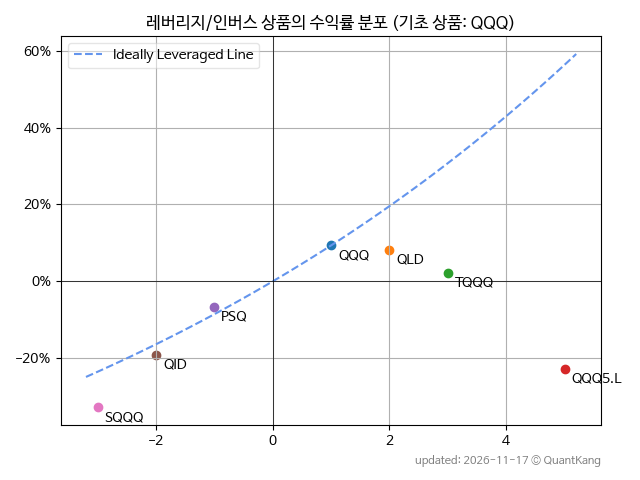 레버리지/인버스 상품의 수익률 분포 (기초 상품: QQQ)
Ideally Leveraged Line
60%
40%
20%
0%
−20%
QQQ
QLD
TQQQ
PSQ
QID
QQQ5.L
SQQQ
−2
0
2
4
updated: 2026-11-17 © QuantKang